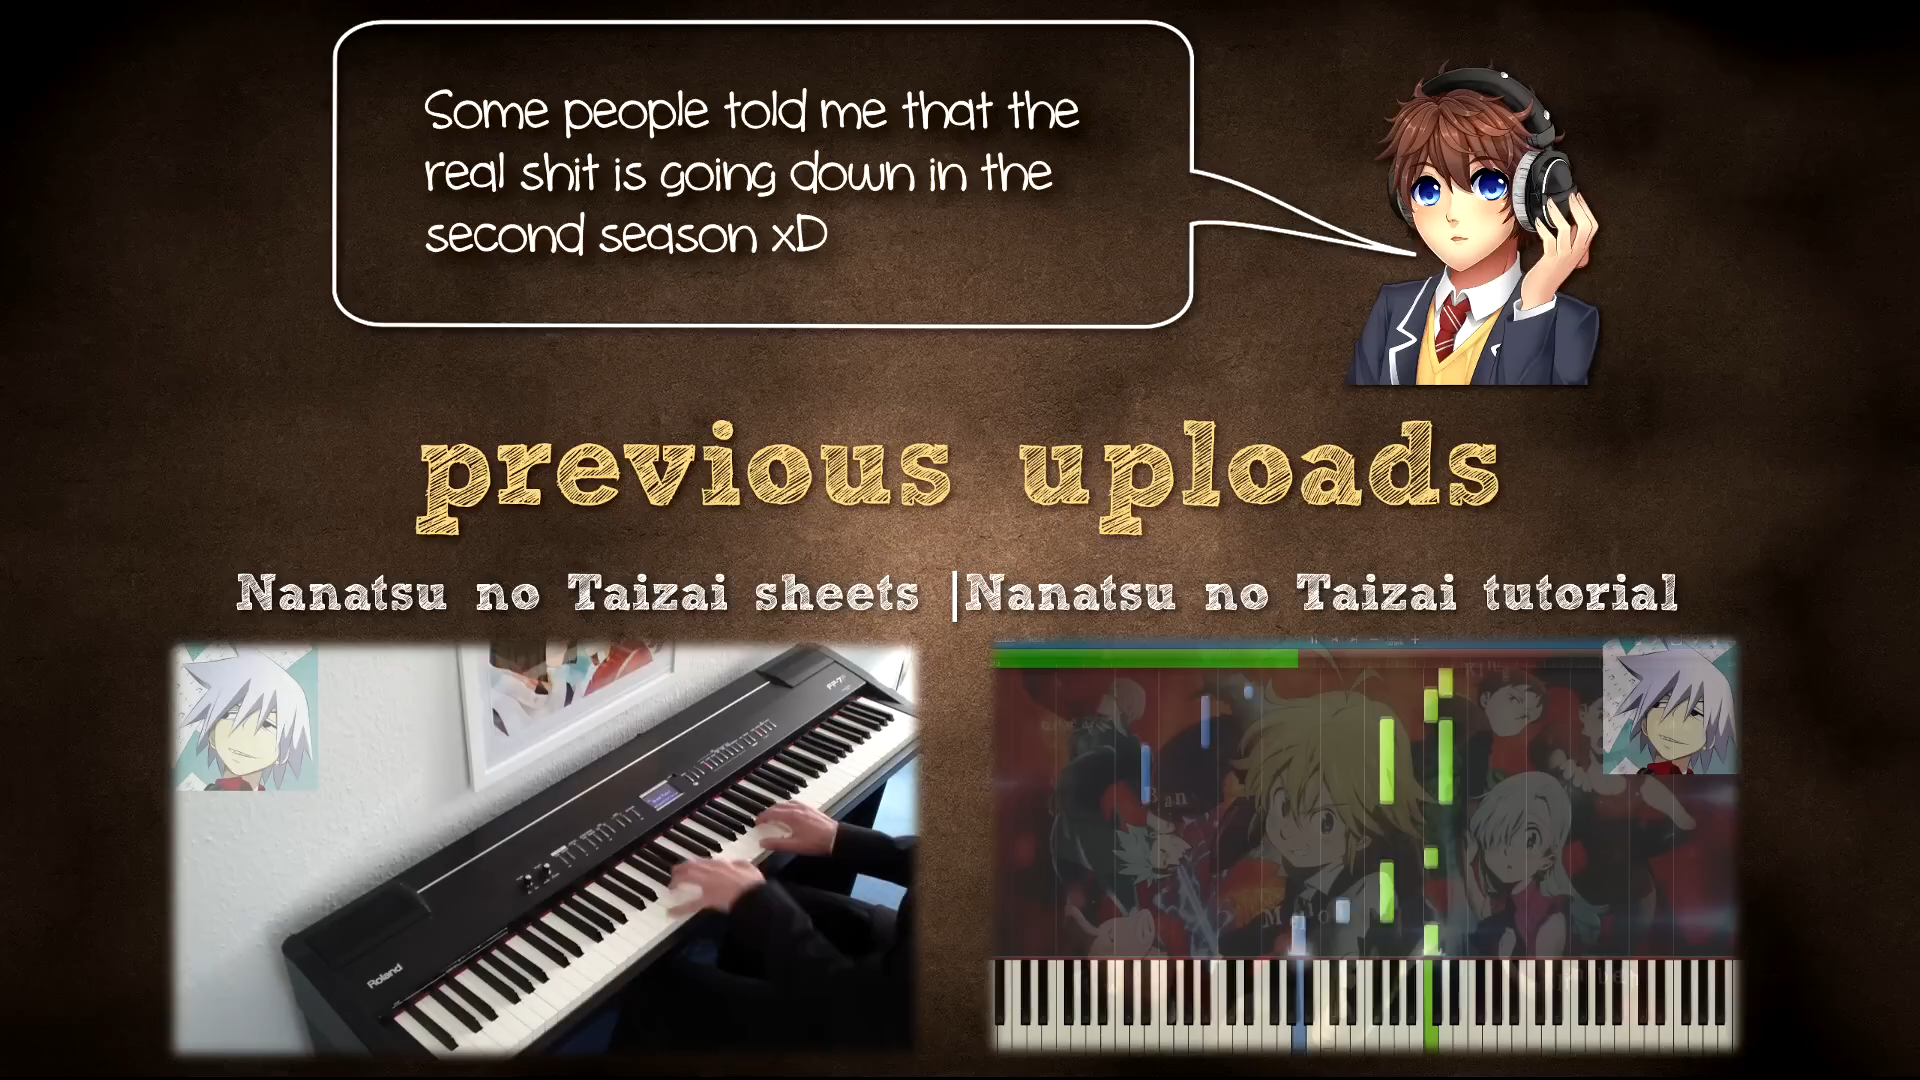 Some people told me that the
real shit is going down in the
second season xD
previous uploads
Nanatsu no Taizai sheets |Nanatsu no Taizai tutorial
Ban
Roland